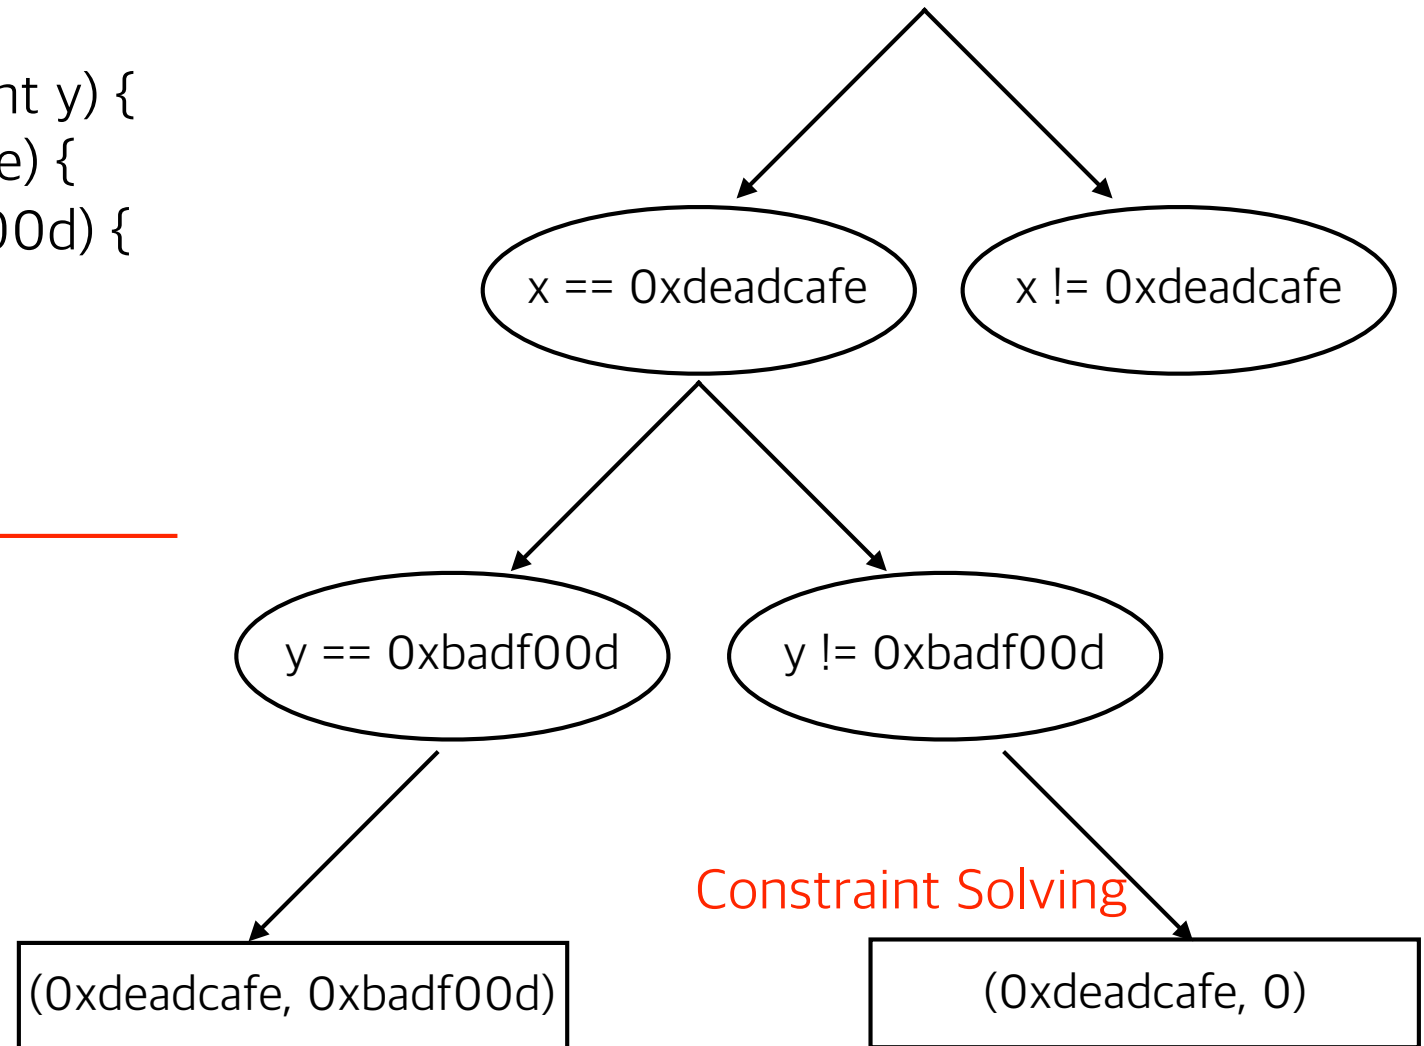 nt y) {
e) {
00d) {
x == 0xdeadcafe
x != 0xdeadcafe
y == 0xbadf00d
y != 0xbadf00d
Constraint Solving
(0xdeadcafe, 0xbadf00d)
(0xdeadcafe, 0)